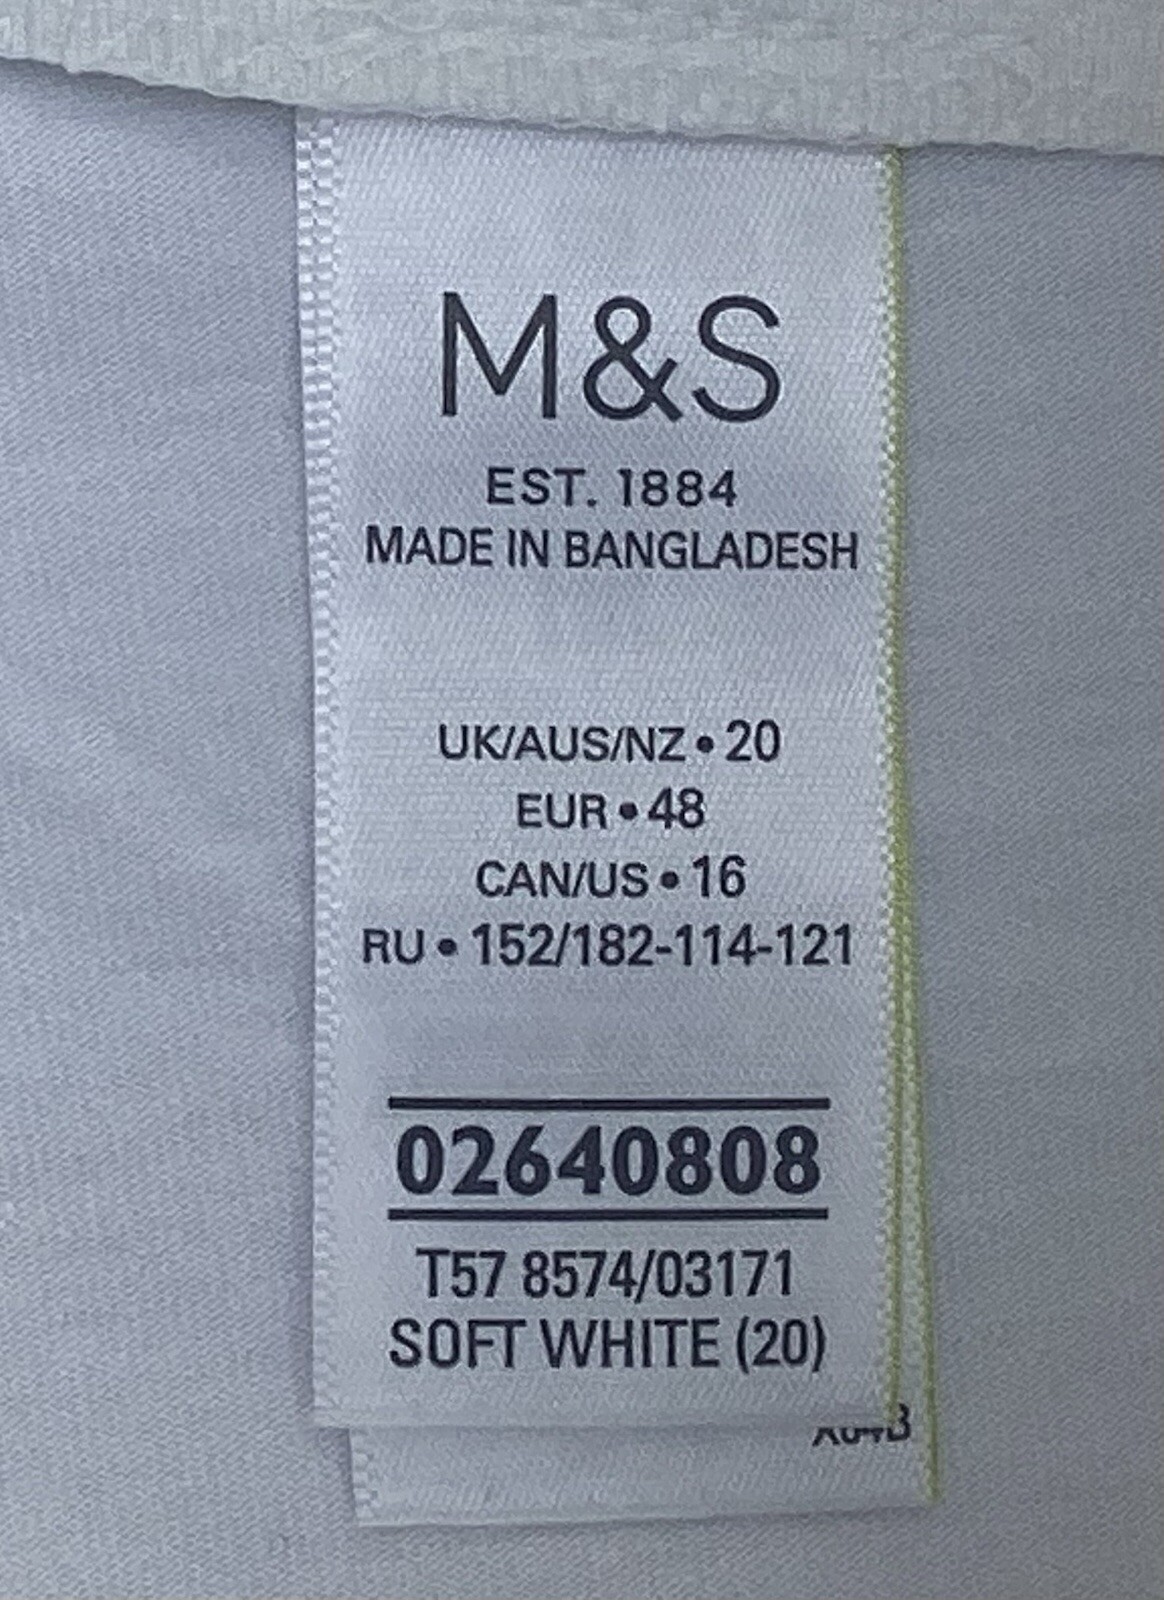 M&S
EST. 1884
MADE IN BANGLADESH
UK/AUS/NZ • 20
EUR • 48
CAN/US • 16
RU • 152/182-114-121
02640808
T57 8574/03171
SOFT WHITE (20)